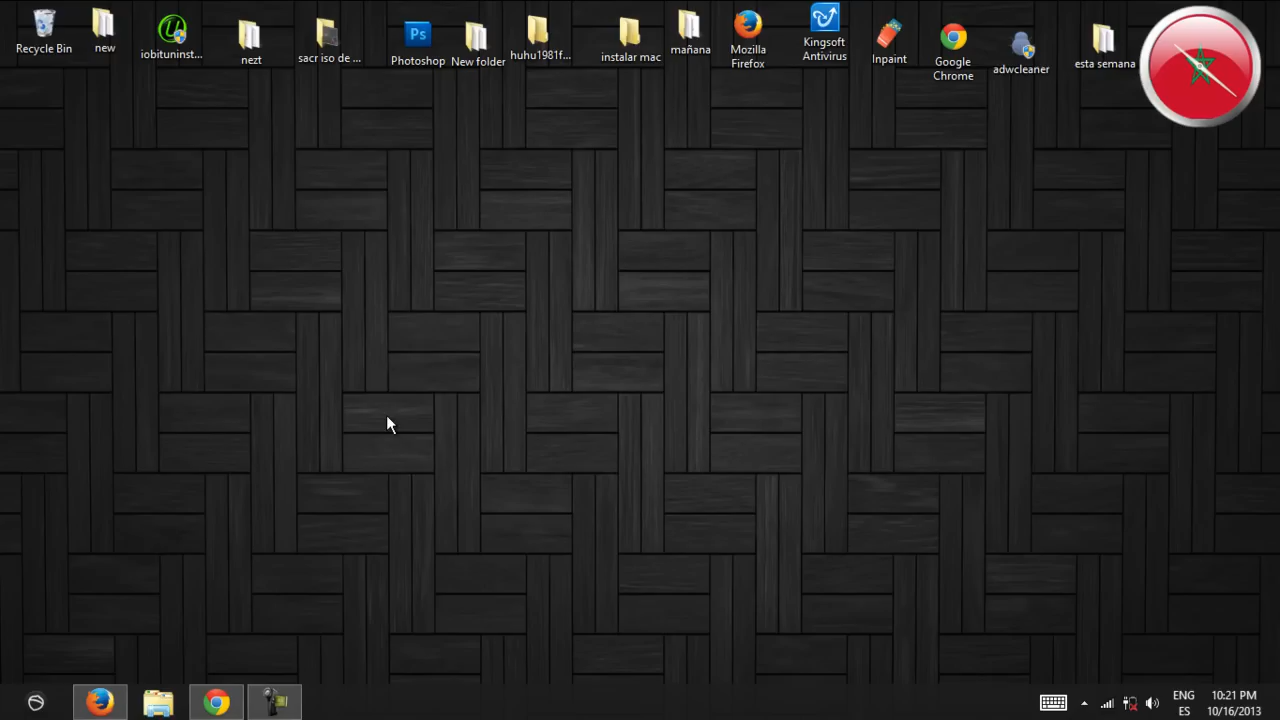 Recycle Bin
new
iobituninst...
nezt
sacr iso de ...
Ps
Photoshop
New folder
huhu1981f...
instalar mac
mañana
Mozilla
Firefox
Kingsoft
Antivirus
Inpaint
Google
Chrome
adwcleaner
esta semana
ENG
ES
10:21 PM
10/16/2013